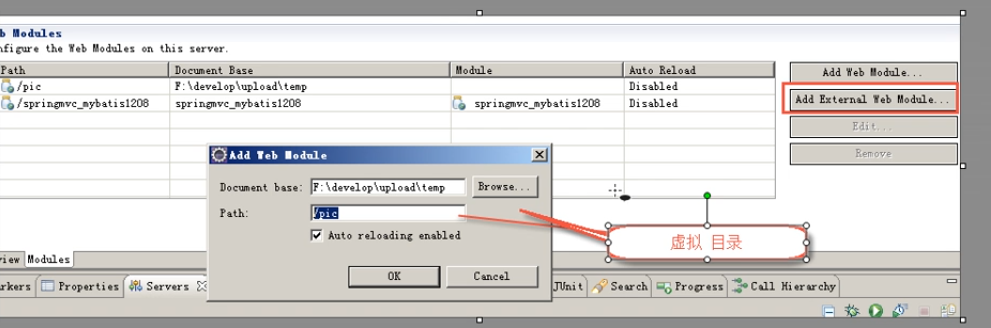 b Modules
nfigure the Web Modules on this server.
Path Document Base Module Auto Reload
/pic F:\develop\upload\temp Disabled
/springmvc_mybatis1208 springmvc_mybatis1208 springmvc_mybatis1208 Disabled
Add Web Module...
Add External Web Module...
Edit...
Remove
Add Web Module
Document base: F:\develop\upload\temp Browse...
Path: /pic
Auto reloading enabled
OK Cancel
虚拟 目录
view Modules
rkers Properties Servers JUnit Search Progress Call Hierarchy